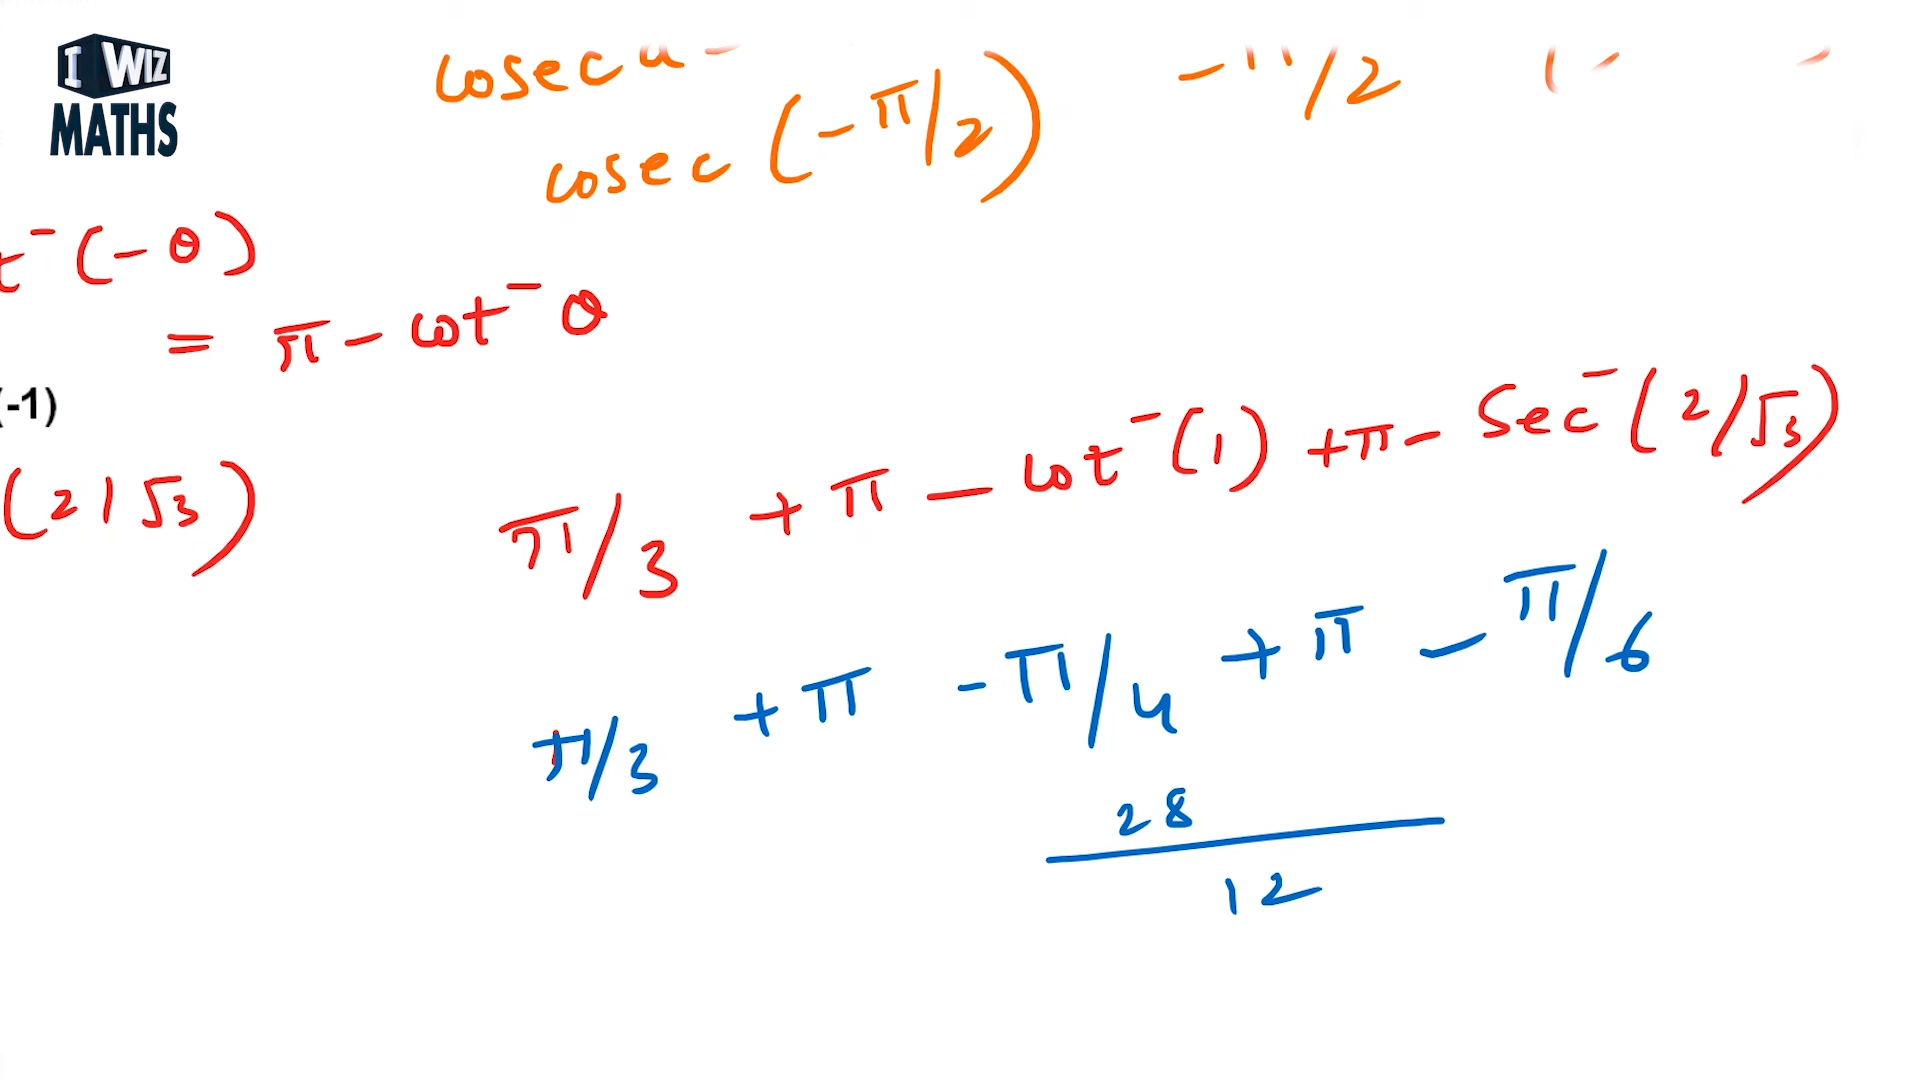 I WIZ
MATHS
cosec
-π/2
cosec (-π/2)
t⁻(-θ)
= π - cot⁻ θ
(-1)
(2/√3)
π/3 + π - cot⁻(1) + π - sec⁻(2/√3)
π/3 + π - π/4 + π - π/6
28
12